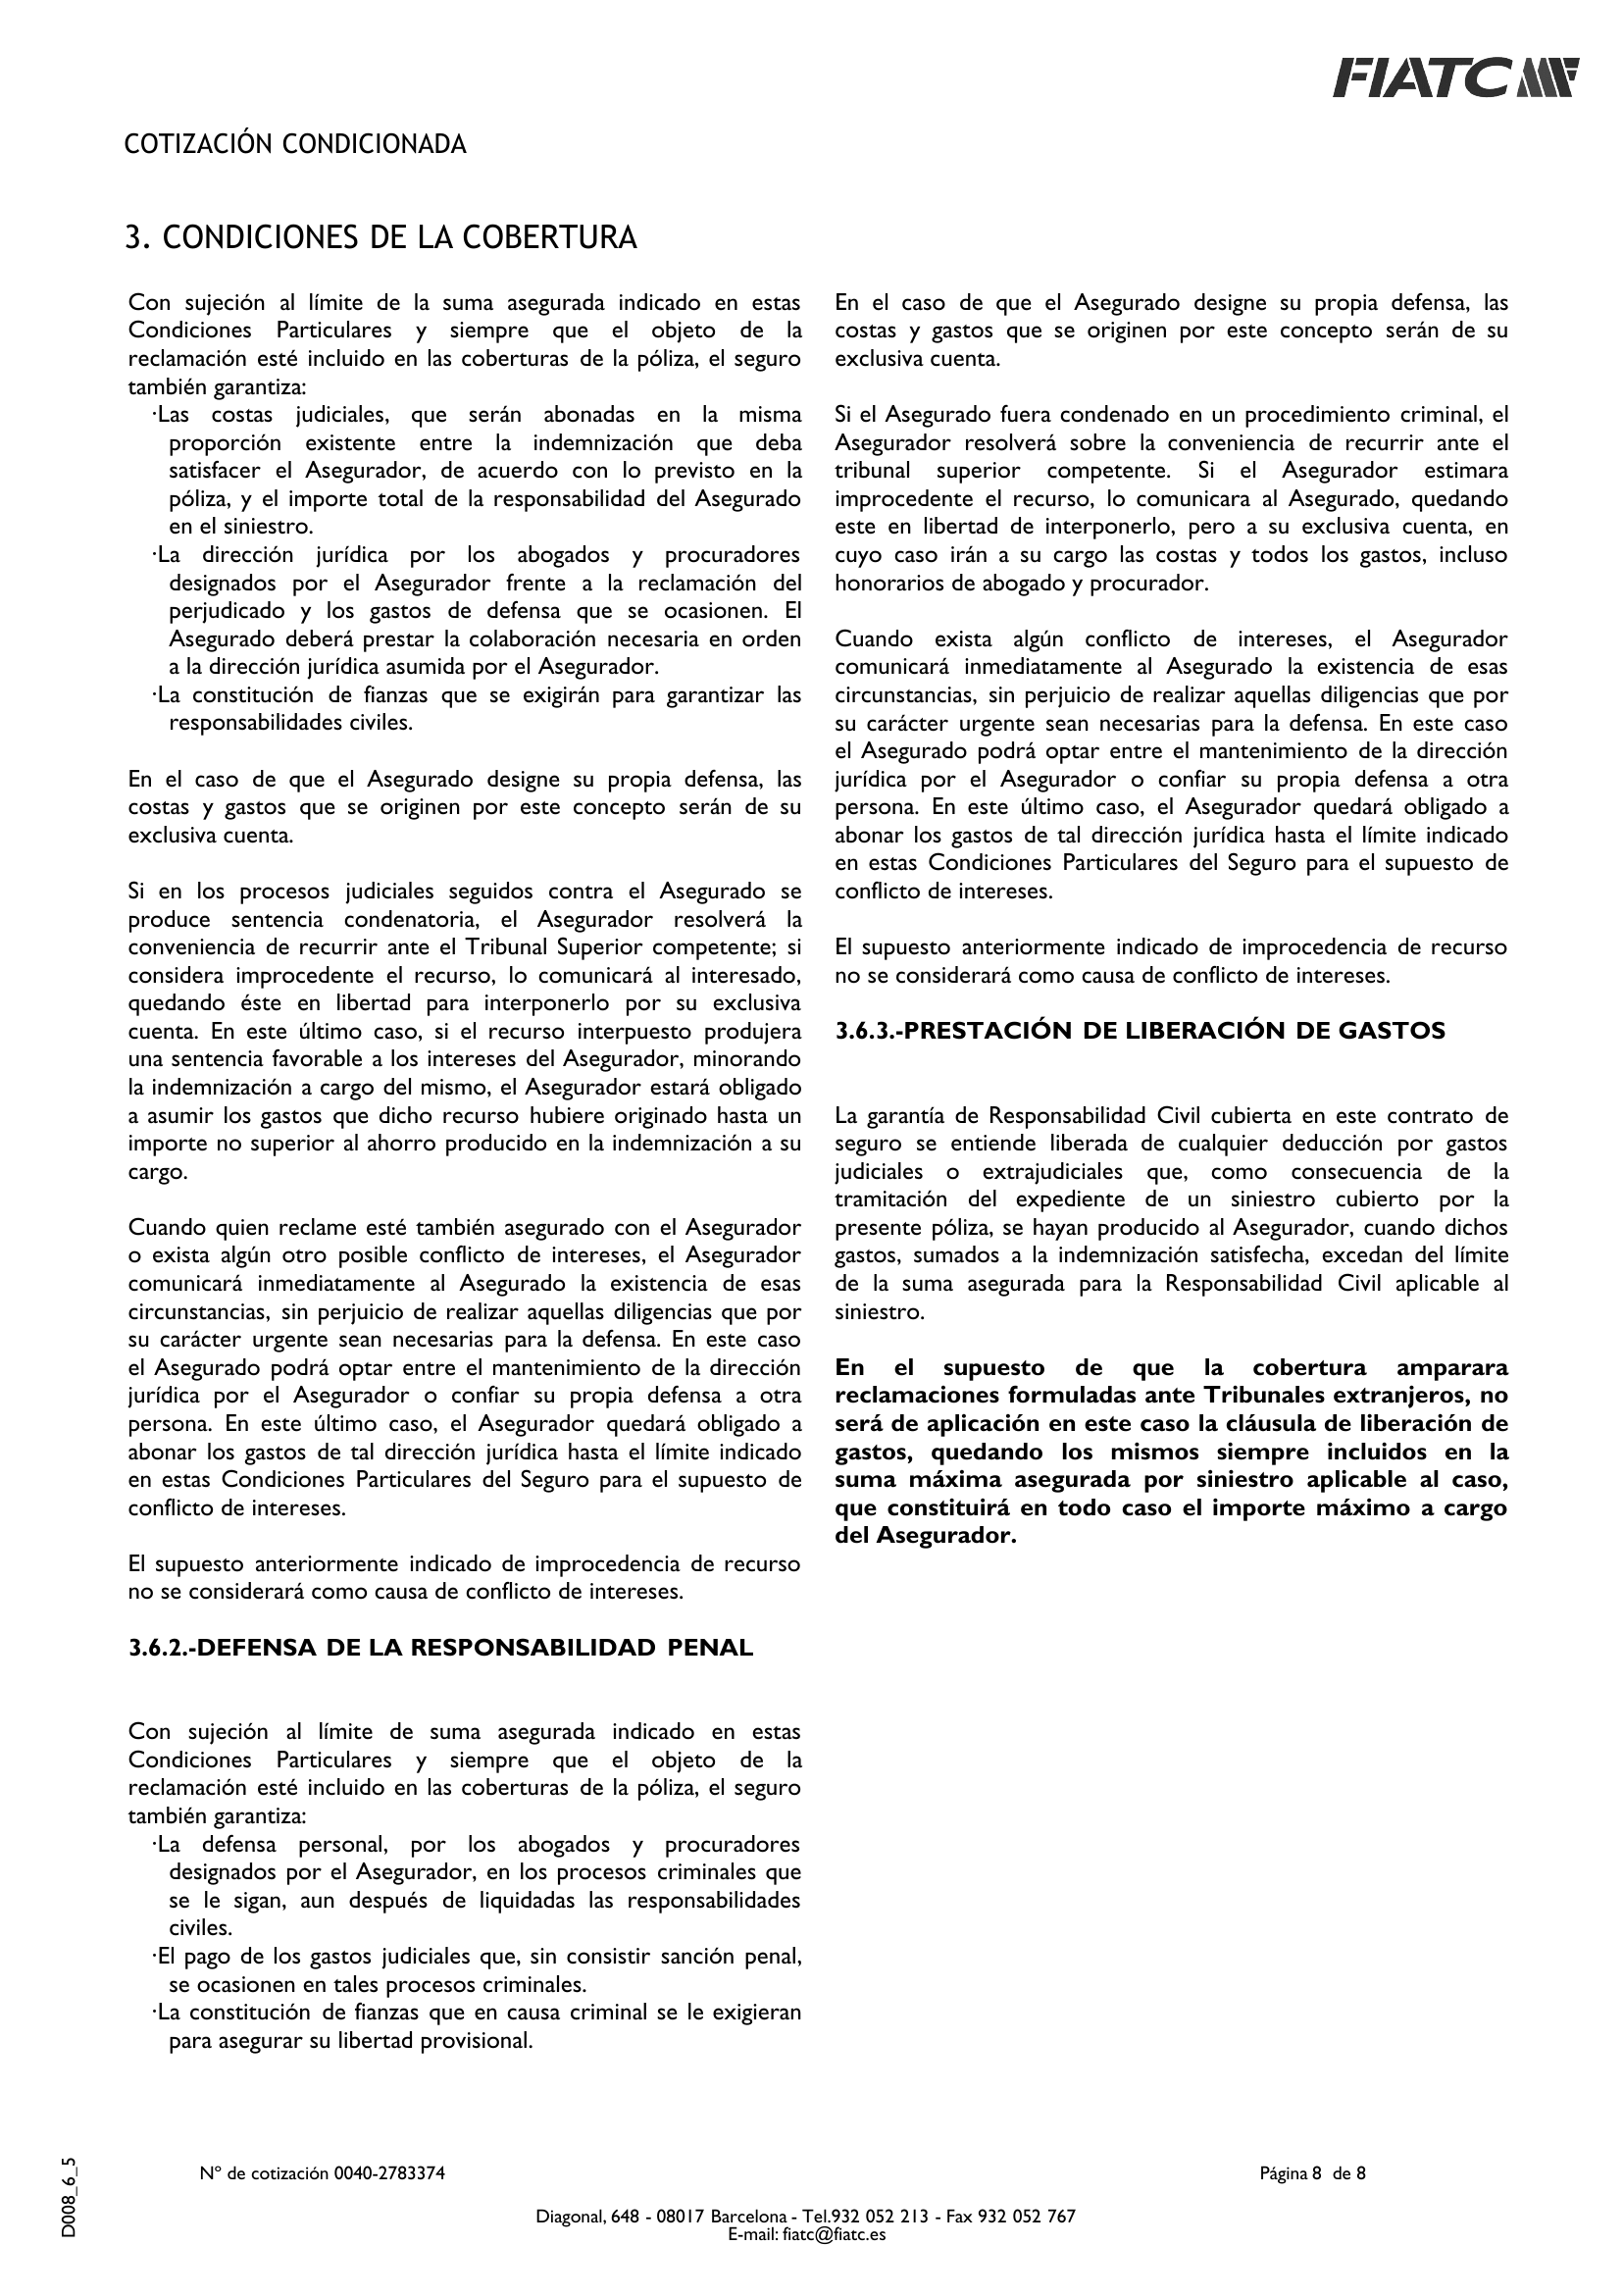 FIATC
COTIZACIÓN CONDICIONADA
3. CONDICIONES DE LA COBERTURA
Con sujeción al límite de la suma asegurada indicado en estas
Condiciones Particulares y siempre que el objeto de la
reclamación esté incluido en las coberturas de la póliza, el seguro
también garantiza:
·Las costas judiciales, que serán abonadas en la misma
proporción existente entre la indemnización que deba
satisfacer el Asegurador, de acuerdo con lo previsto en la
póliza, y el importe total de la responsabilidad del Asegurado
en el siniestro.
·La dirección jurídica por los abogados y procuradores
designados por el Asegurador frente a la reclamación del
perjudicado y los gastos de defensa que se ocasionen. El
Asegurado deberá prestar la colaboración necesaria en orden
a la dirección jurídica asumida por el Asegurador.
·La constitución de fianzas que se exigirán para garantizar las
responsabilidades civiles.
En el caso de que el Asegurado designe su propia defensa, las
costas y gastos que se originen por este concepto serán de su
exclusiva cuenta.
Si en los procesos judiciales seguidos contra el Asegurado se
produce sentencia condenatoria, el Asegurador resolverá la
conveniencia de recurrir ante el Tribunal Superior competente; si
considera improcedente el recurso, lo comunicará al interesado,
quedando éste en libertad para interponerlo por su exclusiva
cuenta. En este último caso, si el recurso interpuesto produjera
una sentencia favorable a los intereses del Asegurador, minorando
la indemnización a cargo del mismo, el Asegurador estará obligado
a asumir los gastos que dicho recurso hubiere originado hasta un
importe no superior al ahorro producido en la indemnización a su
cargo.
Cuando quien reclame esté también asegurado con el Asegurador
o exista algún otro posible conflicto de intereses, el Asegurador
comunicará inmediatamente al Asegurado la existencia de esas
circunstancias, sin perjuicio de realizar aquellas diligencias que por
su carácter urgente sean necesarias para la defensa. En este caso
el Asegurado podrá optar entre el mantenimiento de la dirección
jurídica por el Asegurador o confiar su propia defensa a otra
persona. En este último caso, el Asegurador quedará obligado a
abonar los gastos de tal dirección jurídica hasta el límite indicado
en estas Condiciones Particulares del Seguro para el supuesto de
conflicto de intereses.
El supuesto anteriormente indicado de improcedencia de recurso
no se considerará como causa de conflicto de intereses.
3.6.2.-DEFENSA DE LA RESPONSABILIDAD PENAL
Con sujeción al límite de suma asegurada indicado en estas
Condiciones Particulares y siempre que el objeto de la
reclamación esté incluido en las coberturas de la póliza, el seguro
también garantiza:
·La defensa personal, por los abogados y procuradores
designados por el Asegurador, en los procesos criminales que
se le sigan, aun después de liquidadas las responsabilidades
civiles.
·El pago de los gastos judiciales que, sin consistir sanción penal,
se ocasionen en tales procesos criminales.
·La constitución de fianzas que en causa criminal se le exigieran
para asegurar su libertad provisional.
En el caso de que el Asegurado designe su propia defensa, las
costas y gastos que se originen por este concepto serán de su
exclusiva cuenta.
Si el Asegurado fuera condenado en un procedimiento criminal, el
Asegurador resolverá sobre la conveniencia de recurrir ante el
tribunal superior competente. Si el Asegurador estimara
improcedente el recurso, lo comunicara al Asegurado, quedando
este en libertad de interponerlo, pero a su exclusiva cuenta, en
cuyo caso irán a su cargo las costas y todos los gastos, incluso
honorarios de abogado y procurador.
Cuando exista algún conflicto de intereses, el Asegurador
comunicará inmediatamente al Asegurado la existencia de esas
circunstancias, sin perjuicio de realizar aquellas diligencias que por
su carácter urgente sean necesarias para la defensa. En este caso
el Asegurado podrá optar entre el mantenimiento de la dirección
jurídica por el Asegurador o confiar su propia defensa a otra
persona. En este último caso, el Asegurador quedará obligado a
abonar los gastos de tal dirección jurídica hasta el límite indicado
en estas Condiciones Particulares del Seguro para el supuesto de
conflicto de intereses.
El supuesto anteriormente indicado de improcedencia de recurso
no se considerará como causa de conflicto de intereses.
3.6.3.-PRESTACIÓN DE LIBERACIÓN DE GASTOS
La garantía de Responsabilidad Civil cubierta en este contrato de
seguro se entiende liberada de cualquier deducción por gastos
judiciales o extrajudiciales que, como consecuencia de la
tramitación del expediente de un siniestro cubierto por la
presente póliza, se hayan producido al Asegurador, cuando dichos
gastos, sumados a la indemnización satisfecha, excedan del límite
de la suma asegurada para la Responsabilidad Civil aplicable al
siniestro.
En el supuesto de que la cobertura amparara
reclamaciones formuladas ante Tribunales extranjeros, no
será de aplicación en este caso la cláusula de liberación de
gastos, quedando los mismos siempre incluidos en la
suma máxima asegurada por siniestro aplicable al caso,
que constituirá en todo caso el importe máximo a cargo
del Asegurador.
D008_6_5
Nº de cotización 0040-2783374
Página 8 de 8
Diagonal, 648 - 08017 Barcelona - Tel.932 052 213 - Fax 932 052 767
E-mail: fiatc@fiatc.es